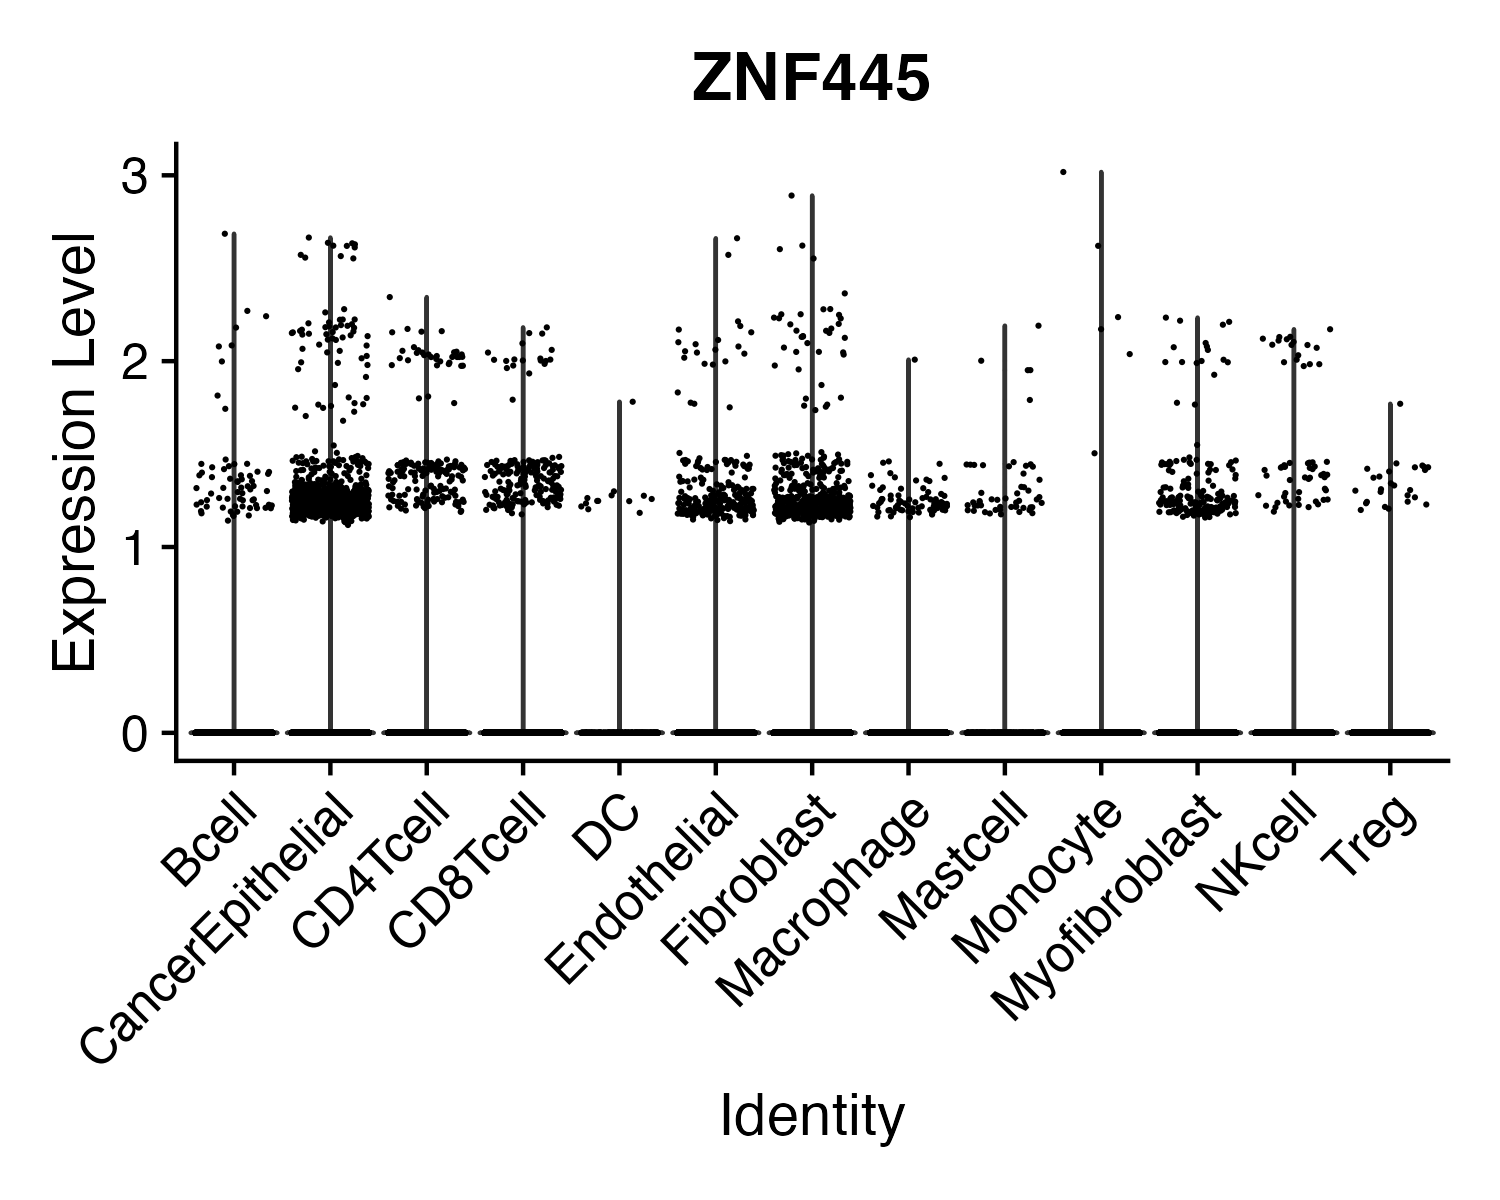 ZNF445
Expression Level
3
2
1
0
Bcell
CancerEpithelial
CD4Tcell
CD8Tcell
DC
Endothelial
Fibroblast
Macrophage
Mastcell
Monocyte
Myofibroblast
NKcell
Treg
Identity